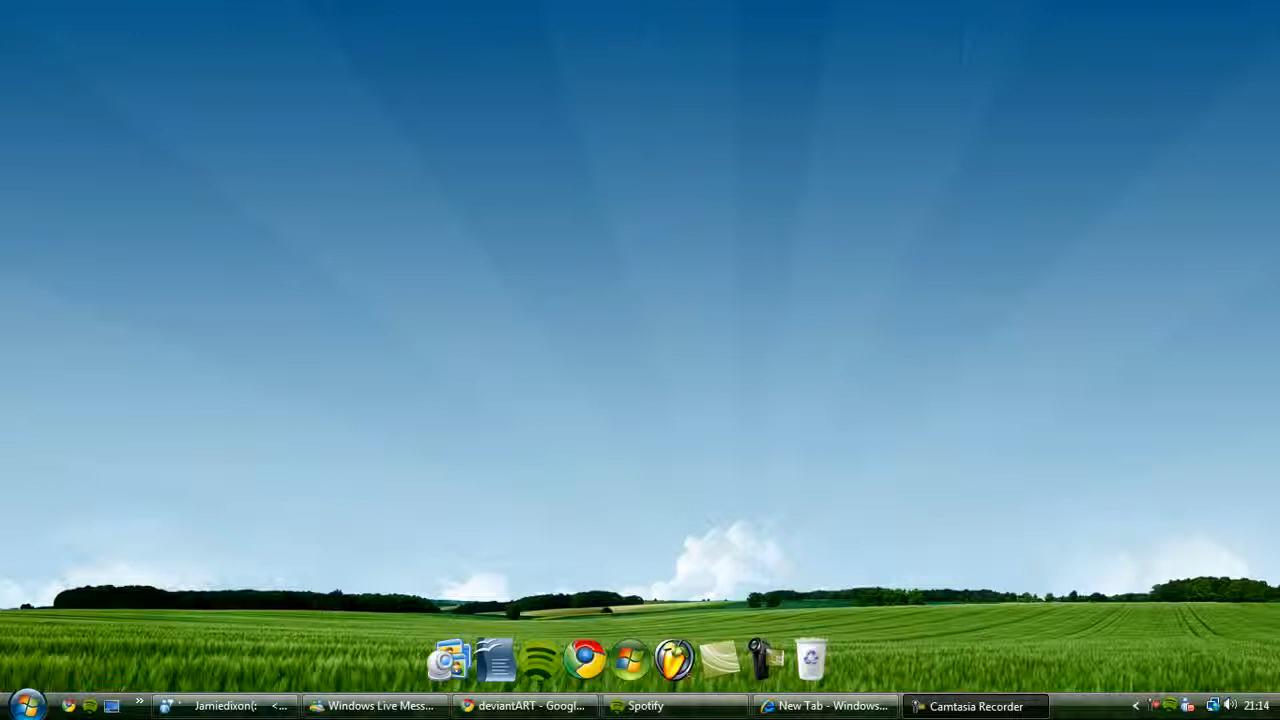 Jamiedixon(: <...
Windows Live Mess...
deviantART - Googl...
Spotify
New Tab - Windows...
Camtasia Recorder
21:14